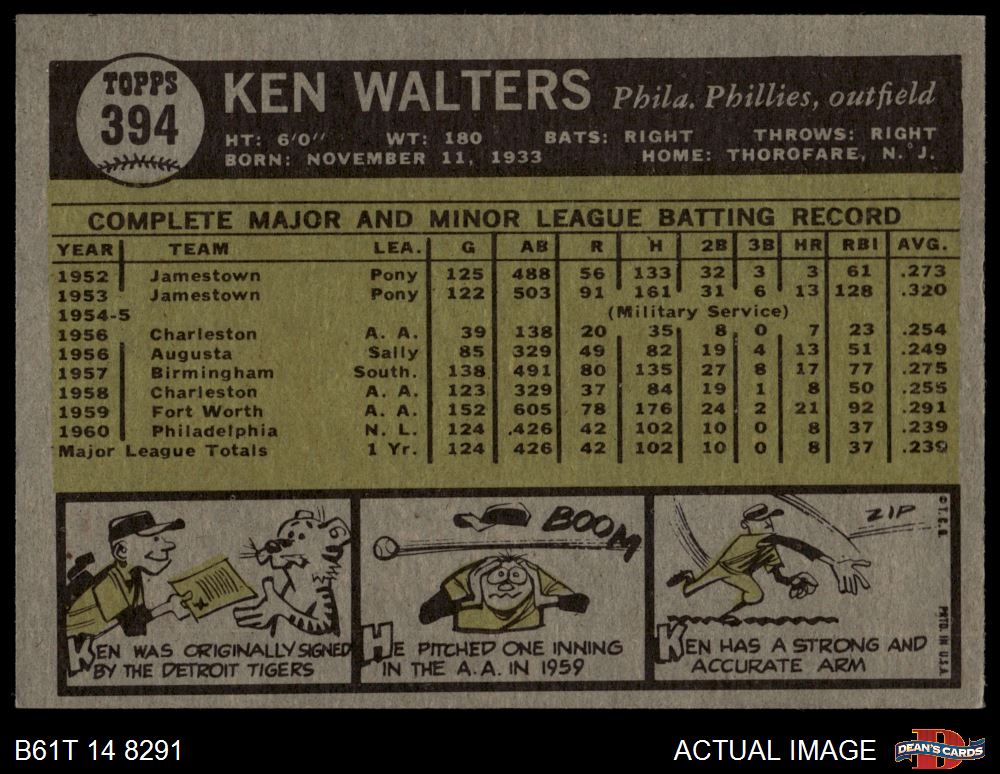 TOPPS
394
KEN WALTERS Phila. Phillies, outfield
HT: 6'0" WT: 180 BATS: RIGHT THROWS: RIGHT
BORN: NOVEMBER 11, 1933 HOME: THOROFARE, N. J.
COMPLETE MAJOR AND MINOR LEAGUE BATTING RECORD
YEAR TEAM LEA. G AB R H 2B 3B HR RBI AVG.
1952 Jamestown Pony 125 488 56 133 32 3 3 61 .273
1953 Jamestown Pony 122 503 91 161 31 6 13 128 .320
1954-5 (Military Service)
1956 Charleston A. A. 39 138 20 35 8 0 7 23 .254
1956 Augusta Sally 85 329 49 82 19 4 13 51 .249
1957 Birmingham South. 138 491 80 135 27 8 17 77 .275
1958 Charleston A. A. 123 329 37 84 19 1 8 50 .255
1959 Fort Worth A. A. 152 605 78 176 24 2 21 92 .291
1960 Philadelphia N. L. 124 .426 42 102 10 0 8 37 .239
Major League Totals 1 Yr. 124 426 42 102 10 0 8 37 .239
KEN WAS ORIGINALLY SIGNED
BY THE DETROIT TIGERS
BOOM
HE PITCHED ONE INNING
IN THE A.A. IN 1959
ZIP
KEN HAS A STRONG AND
ACCURATE ARM
© T.C.G. PRTD. IN U.S.A.
B61T 14 8291
ACTUAL IMAGE
DEAN'S CARDS